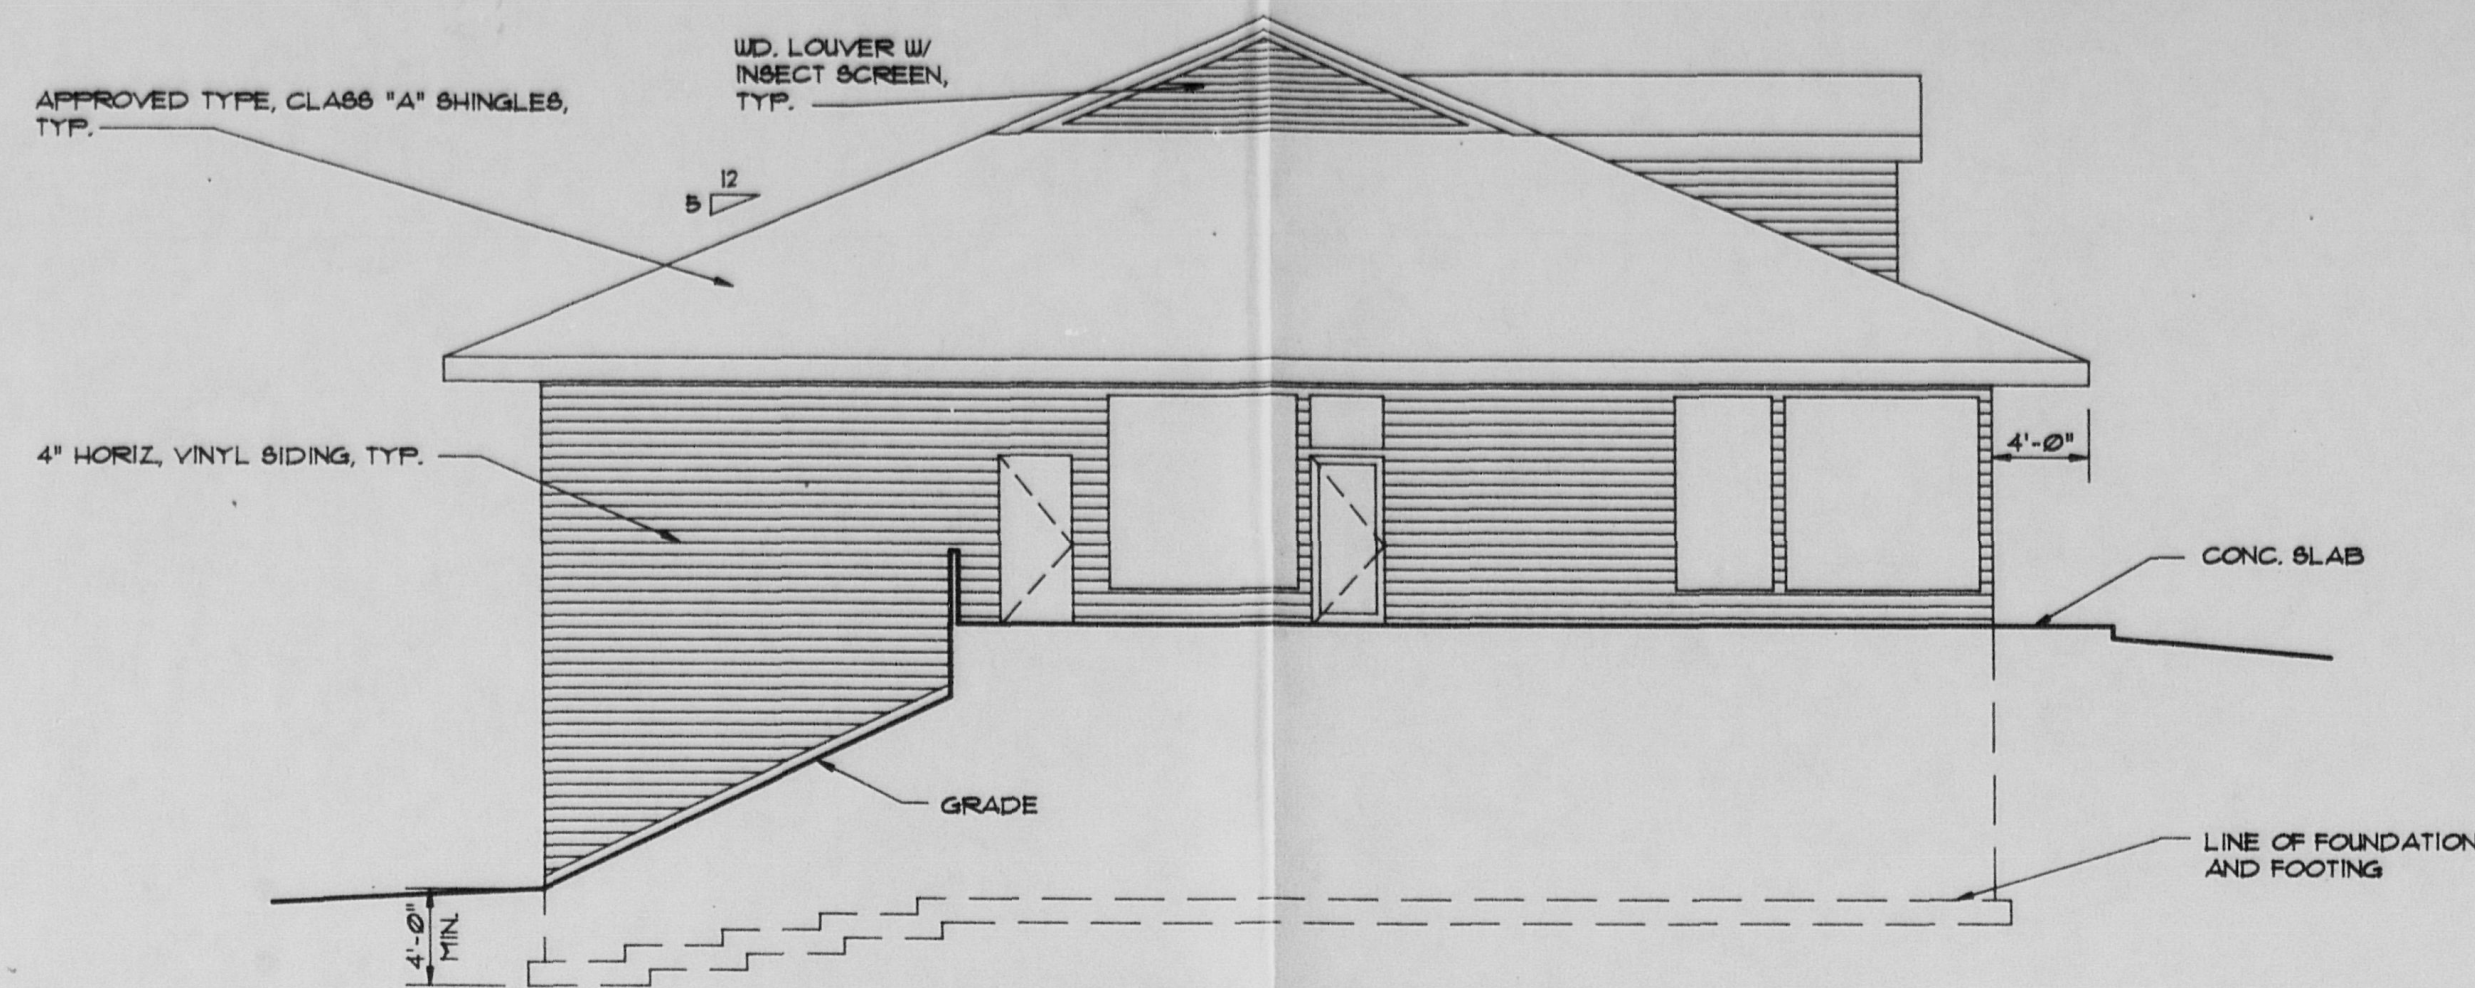 WD. LOUVER W/
INSECT SCREEN,
TYP.
APPROVED TYPE, CLASS "A" SHINGLES,
TYP.
12
5
4" HORIZ, VINYL SIDING, TYP.
4'-0"
CONC. SLAB
GRADE
LINE OF FOUNDATION
AND FOOTING
4'-0"
MIN.